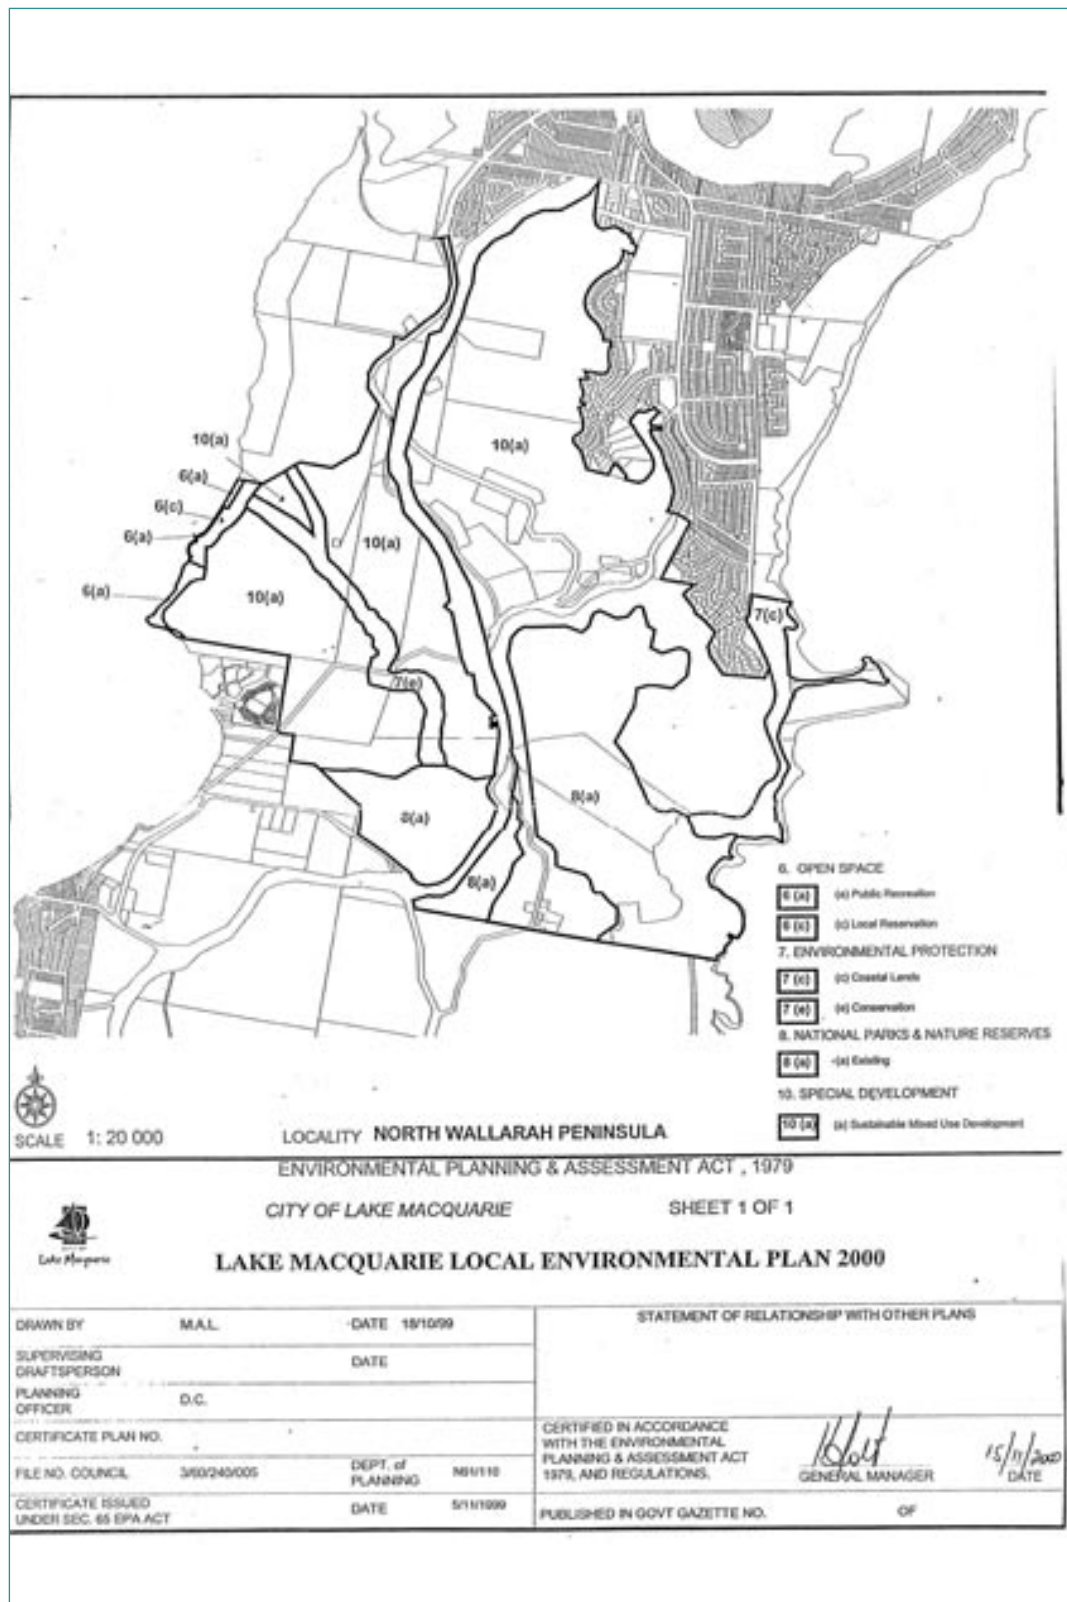 10(a)
6(a)
6(c)
6(a)
6(a)
10(a)
10(a)
10(a)
7(c)
7(e)
8(a)
8(a)
8(a)
6. OPEN SPACE
6 (a) (a) Public Recreation
6 (c) (c) Local Reservation
7. ENVIRONMENTAL PROTECTION
7 (c) (c) Coastal Lands
7 (e) (e) Conservation
8. NATIONAL PARKS & NATURE RESERVES
8 (a) (a) Existing
10. SPECIAL DEVELOPMENT
10 (a) (a) Sustainable Mixed Use Development
SCALE 1: 20 000
LOCALITY NORTH WALLARAH PENINSULA
ENVIRONMENTAL PLANNING & ASSESSMENT ACT , 1979
CITY OF LAKE MACQUARIE SHEET 1 OF 1
Lake Macquarie
LAKE MACQUARIE LOCAL ENVIRONMENTAL PLAN 2000
DRAWN BY M.A.L. DATE 18/10/99
SUPERVISING
DRAFTSPERSON
DATE
PLANNING
OFFICER
D.C.
CERTIFICATE PLAN NO.
FILE NO. COUNCIL 3/60/240/005
DEPT. of
PLANNING
N61/110
CERTIFICATE ISSUED
UNDER SEC. 65 EPA ACT
DATE 5/11/1999
STATEMENT OF RELATIONSHIP WITH OTHER PLANS
CERTIFIED IN ACCORDANCE
WITH THE ENVIRONMENTAL
PLANNING & ASSESSMENT ACT
1979, AND REGULATIONS.
GENERAL MANAGER
15/11/2000
DATE
PUBLISHED IN GOVT GAZETTE NO. OF